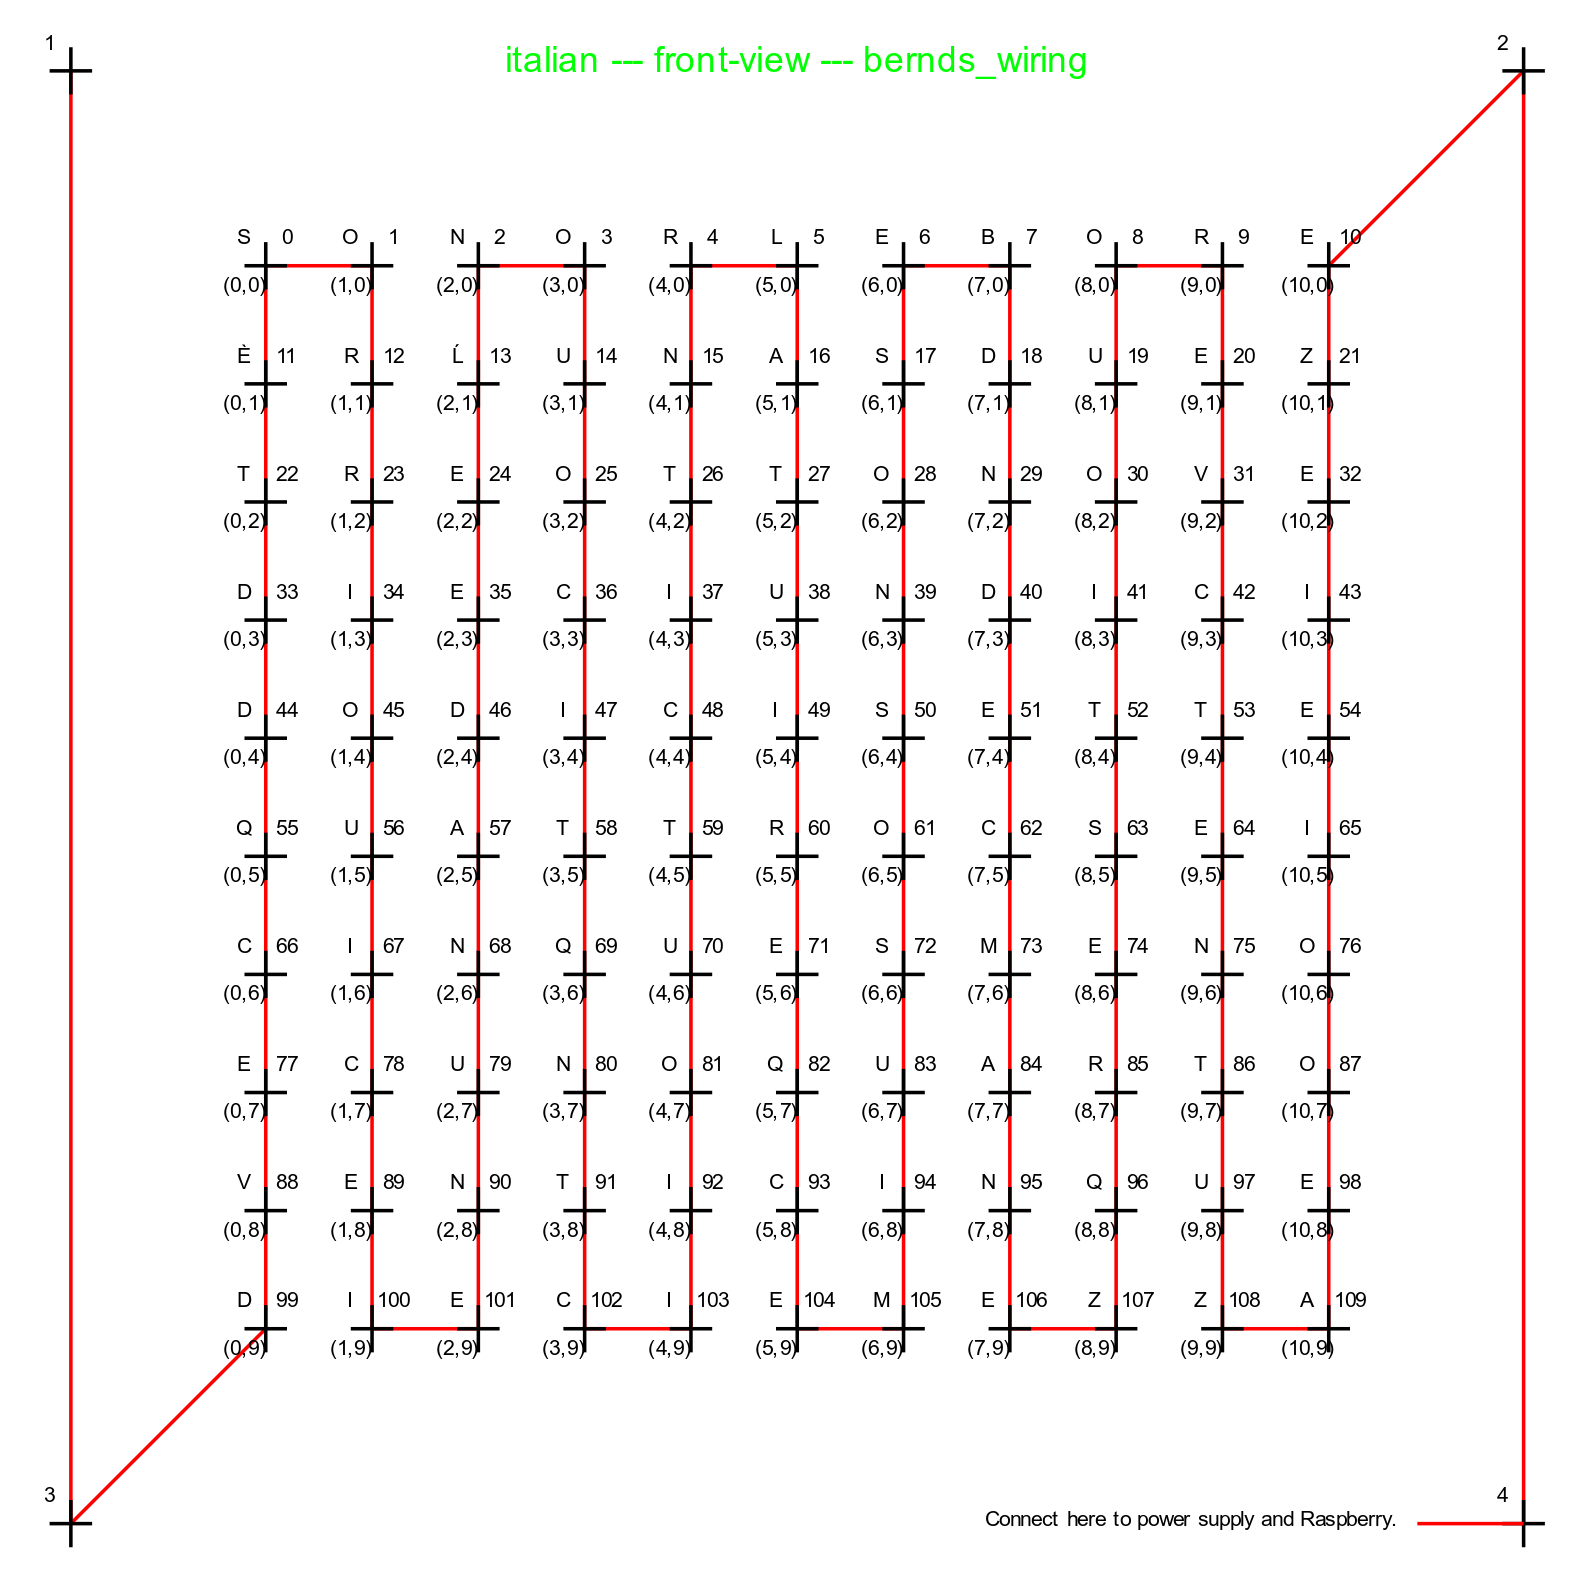 italian --- front-view --- bernds_wiring
1 2
S 0 O 1 N 2 O 3 R 4 L 5 E 6 B 7 O 8 R 9 E 10
(0,0) (1,0) (2,0) (3,0) (4,0) (5,0) (6,0) (7,0) (8,0) (9,0) (10,0)
È 11 R 12 Ĺ 13 U 14 N 15 A 16 S 17 D 18 U 19 E 20 Z 21
(0,1) (1,1) (2,1) (3,1) (4,1) (5,1) (6,1) (7,1) (8,1) (9,1) (10,1)
T 22 R 23 E 24 O 25 T 26 T 27 O 28 N 29 O 30 V 31 E 32
(0,2) (1,2) (2,2) (3,2) (4,2) (5,2) (6,2) (7,2) (8,2) (9,2) (10,2)
D 33 I 34 E 35 C 36 I 37 U 38 N 39 D 40 I 41 C 42 I 43
(0,3) (1,3) (2,3) (3,3) (4,3) (5,3) (6,3) (7,3) (8,3) (9,3) (10,3)
D 44 O 45 D 46 I 47 C 48 I 49 S 50 E 51 T 52 T 53 E 54
(0,4) (1,4) (2,4) (3,4) (4,4) (5,4) (6,4) (7,4) (8,4) (9,4) (10,4)
Q 55 U 56 A 57 T 58 T 59 R 60 O 61 C 62 S 63 E 64 I 65
(0,5) (1,5) (2,5) (3,5) (4,5) (5,5) (6,5) (7,5) (8,5) (9,5) (10,5)
C 66 I 67 N 68 Q 69 U 70 E 71 S 72 M 73 E 74 N 75 O 76
(0,6) (1,6) (2,6) (3,6) (4,6) (5,6) (6,6) (7,6) (8,6) (9,6) (10,6)
E 77 C 78 U 79 N 80 O 81 Q 82 U 83 A 84 R 85 T 86 O 87
(0,7) (1,7) (2,7) (3,7) (4,7) (5,7) (6,7) (7,7) (8,7) (9,7) (10,7)
V 88 E 89 N 90 T 91 I 92 C 93 I 94 N 95 Q 96 U 97 E 98
(0,8) (1,8) (2,8) (3,8) (4,8) (5,8) (6,8) (7,8) (8,8) (9,8) (10,8)
D 99 I 100 E 101 C 102 I 103 E 104 M 105 E 106 Z 107 Z 108 A 109
(0,9) (1,9) (2,9) (3,9) (4,9) (5,9) (6,9) (7,9) (8,9) (9,9) (10,9)
3 4
Connect here to power supply and Raspberry.